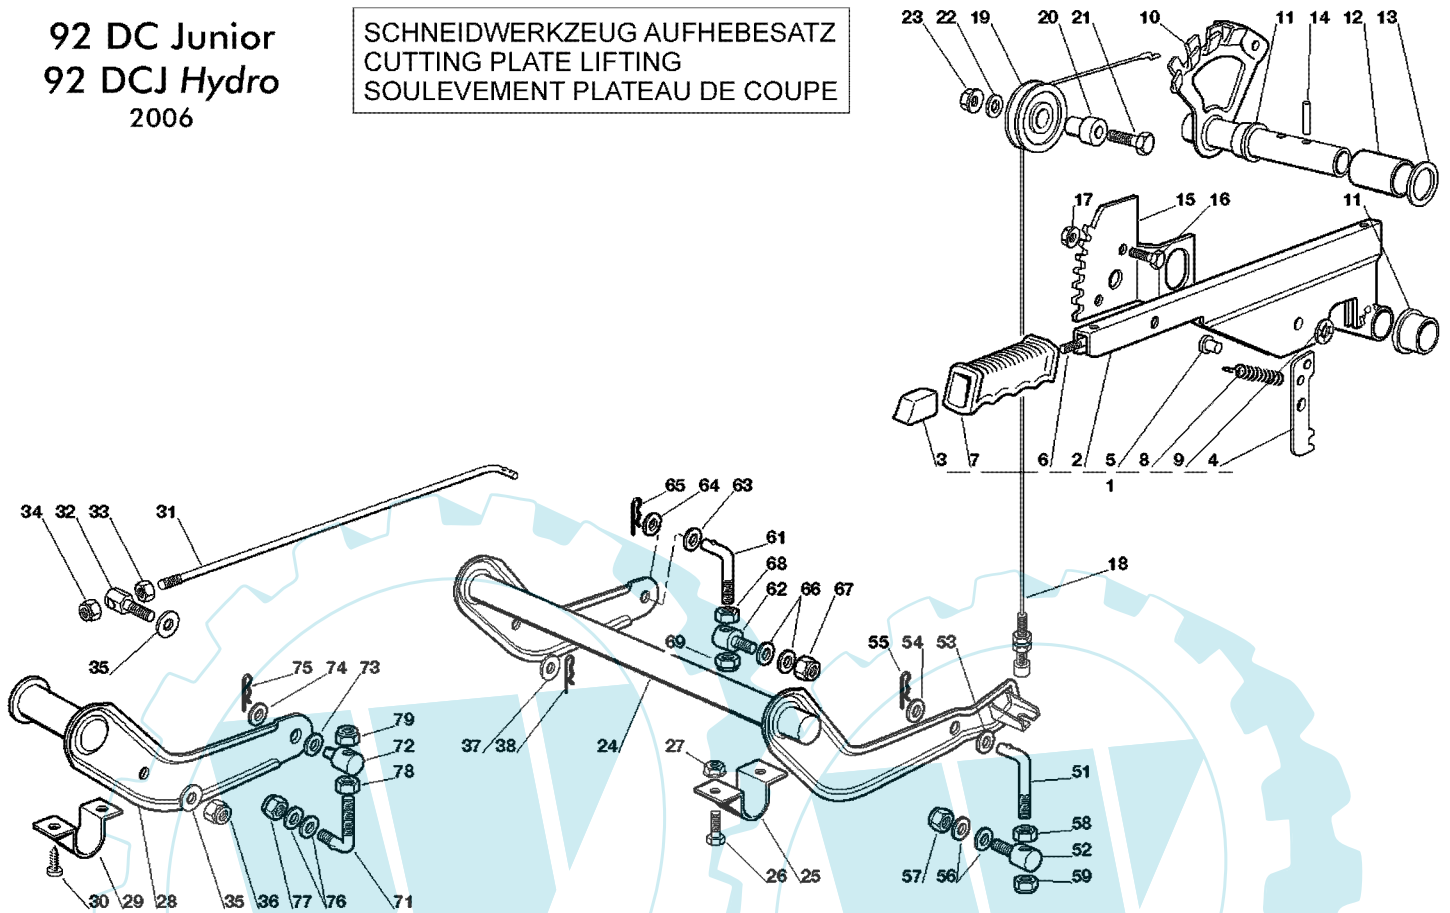 92 DC Junior
92 DCJ Hydro
2006
SCHNEIDWERKZEUG AUFHEBESATZ
CUTTING PLATE LIFTING
SOULEVEMENT PLATEAU DE COUPE
23 22 19 20 21 10 11 14 12 13
17 15 16 11
3 7 6 2 5 8 9 4
1
65 64 63
34 32 33 31 61
68
62 66 67
18
69
35 75 74 73 55 54 53
79
37 38 24 27 72
78
51
58
57 56 52
26 25 59
30 29 28 35 36 77 76 71